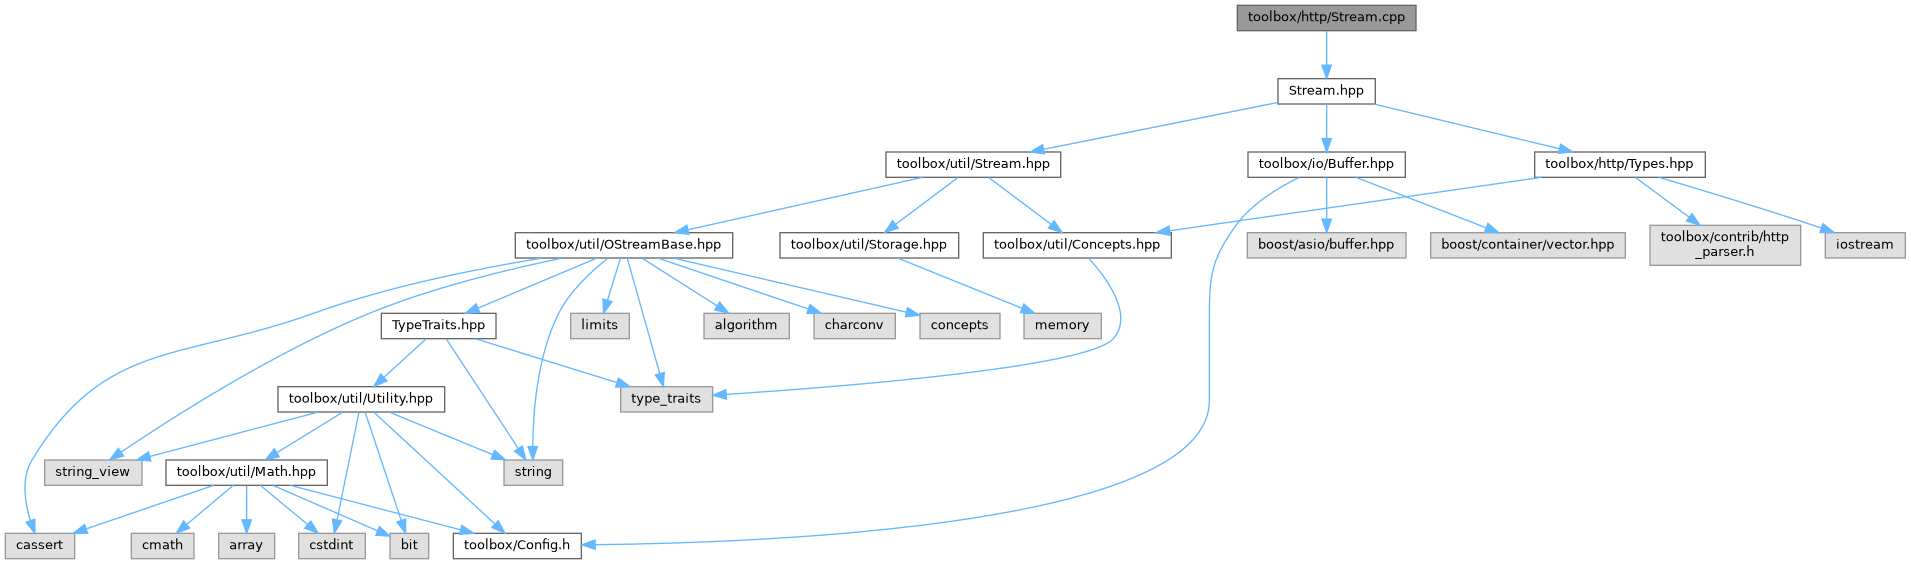 toolbox/http/Stream.cpp
Stream.hpp
toolbox/util/Stream.hpp
toolbox/io/Buffer.hpp
toolbox/http/Types.hpp
toolbox/util/OStreamBase.hpp
toolbox/util/Storage.hpp
toolbox/util/Concepts.hpp
boost/asio/buffer.hpp
boost/container/vector.hpp
toolbox/contrib/http
_parser.h
iostream
TypeTraits.hpp
limits
algorithm
charconv
concepts
memory
toolbox/util/Utility.hpp
type_traits
string_view
toolbox/util/Math.hpp
string
cassert
cmath
array
cstdint
bit
toolbox/Config.h